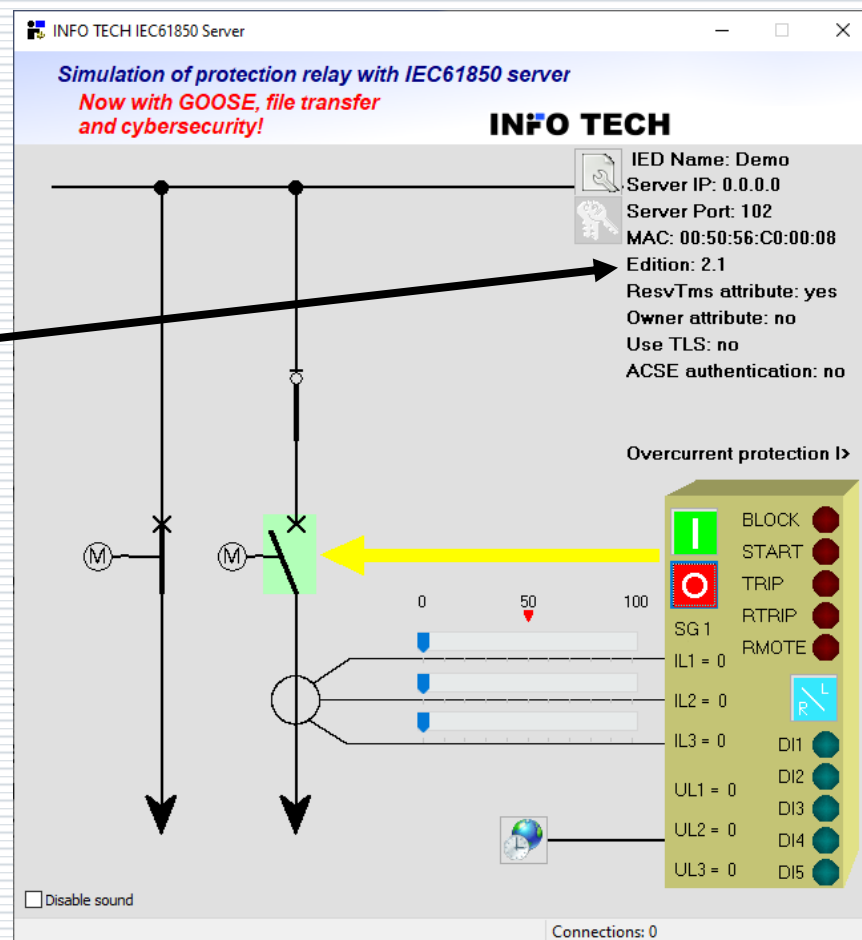 INFO TECH IEC61850 Server
Simulation of protection relay with IEC61850 server
Now with GOOSE, file transfer
and cybersecurity!
INFO TECH
IED Name: Demo
Server IP: 0.0.0.0
Server Port: 102
MAC: 00:50:56:C0:00:08
Edition: 2.1
ResvTms attribute: yes
Owner attribute: no
Use TLS: no
ACSE authentication: no
Overcurrent protection I>
BLOCK
START
TRIP
RTRIP
RMOTE
M
M
0 50 100
SG 1
IL1 = 0
IL2 = 0
IL3 = 0
L
R
UL1 = 0
UL2 = 0
UL3 = 0
DI1
DI2
DI3
DI4
DI5
Disable sound
Connections: 0